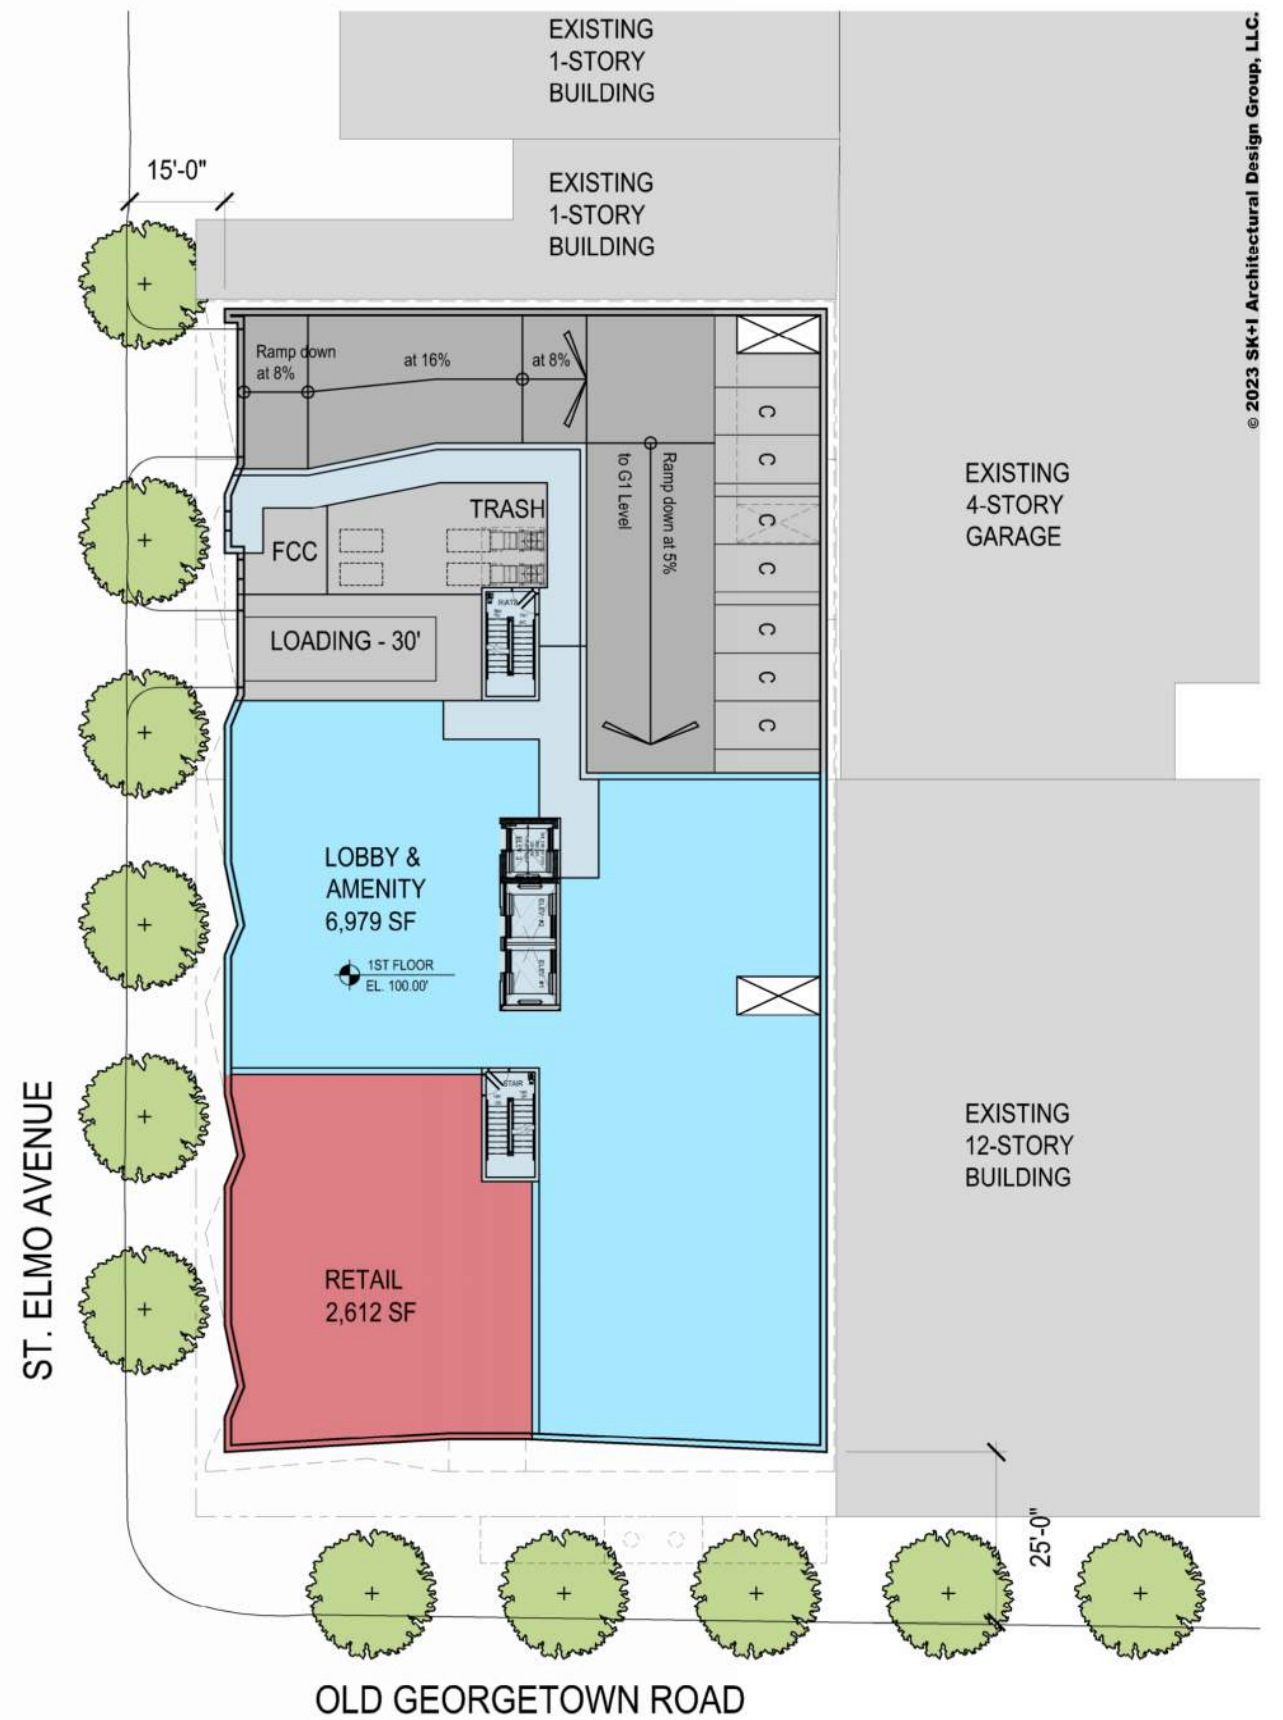 EXISTING
1-STORY
BUILDING
© 2023 SK+I Architectural Design Group, LLC.
15'-0"
EXISTING
1-STORY
BUILDING
Ramp down
at 8%
at 16%
at 8%
C
C
C
C
C
C
C
Ramp down at 5%
to G1 Level
EXISTING
4-STORY
GARAGE
TRASH
FCC
LOADING - 30'
LOBBY &
AMENITY
6,979 SF
1ST FLOOR
EL. 100.00'
STAIR
ST. ELMO AVENUE
EXISTING
12-STORY
BUILDING
RETAIL
2,612 SF
25'-0"
OLD GEORGETOWN ROAD